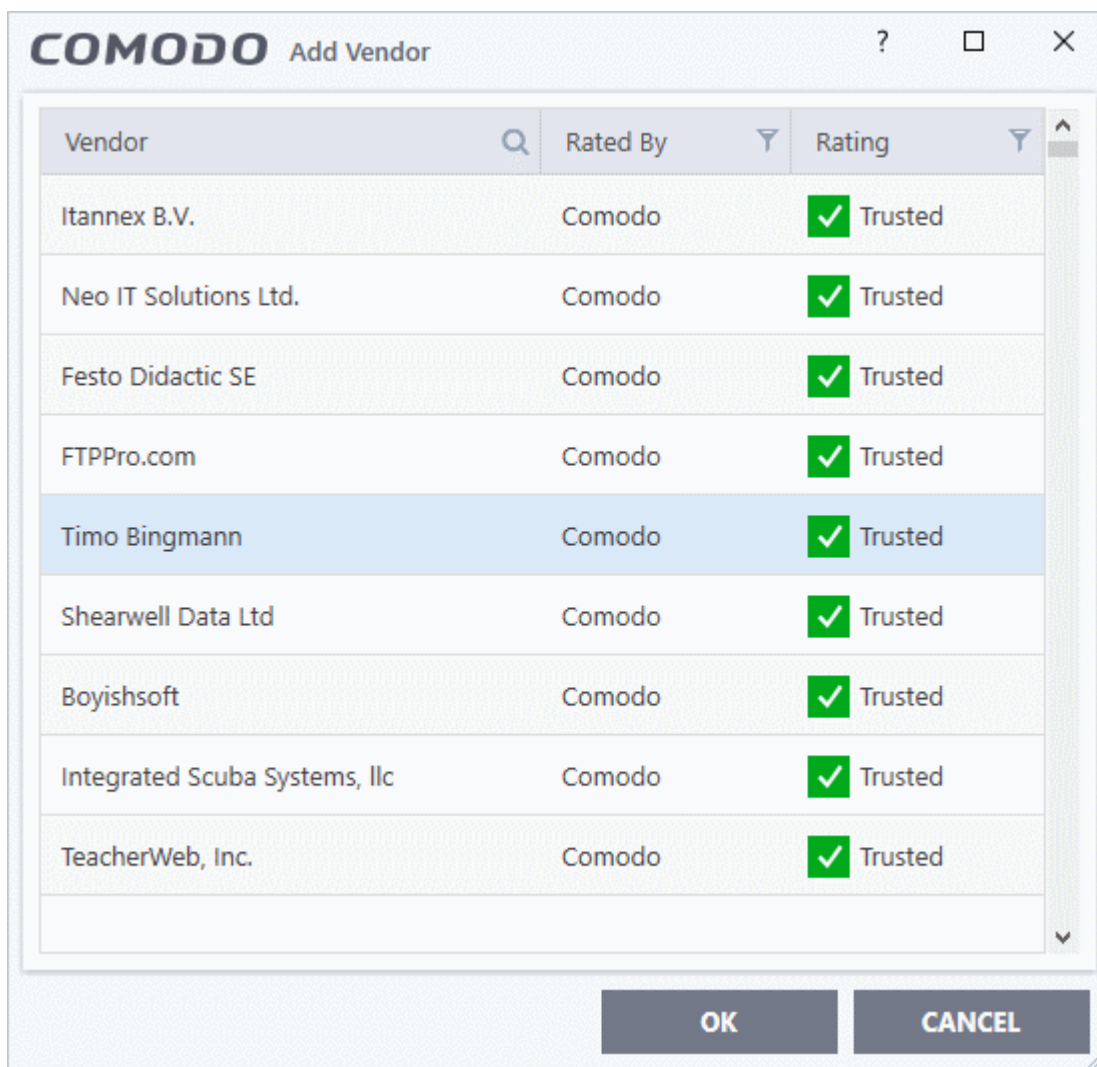 COMODO Add Vendor ?
Vendor Rated By Rating
Itannex B.V. Comodo Trusted
Neo IT Solutions Ltd. Comodo Trusted
Festo Didactic SE Comodo Trusted
FTPPro.com Comodo Trusted
Timo Bingmann Comodo Trusted
Shearwell Data Ltd Comodo Trusted
Boyishsoft Comodo Trusted
Integrated Scuba Systems, llc Comodo Trusted
TeacherWeb, Inc. Comodo Trusted
OK CANCEL